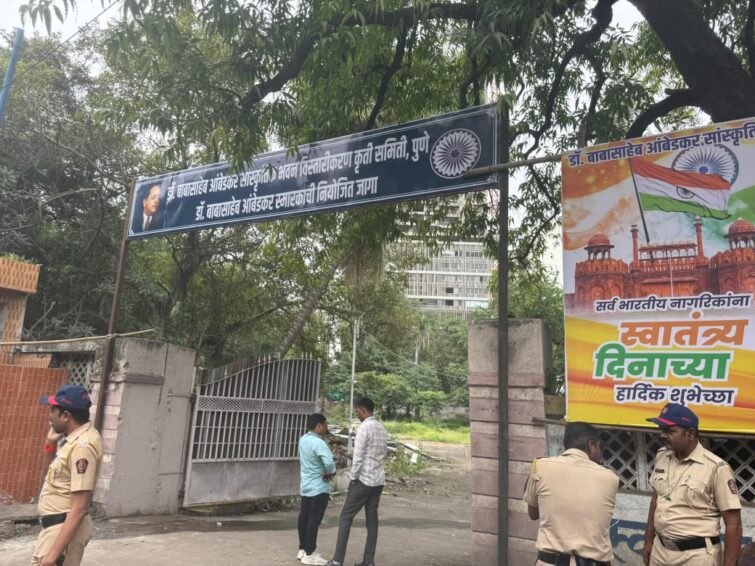 डॉ. बाबासाहेब आंबेडकर सांस्कृतिक भवन विस्तारीकरण कृती समिती, पुणे
डॉ. बाबासाहेब आंबेडकर स्मारकाची नियोजित जागा
डॉ. बाबासाहेब आंबेडकर सांस्कृति
सर्व भारतीय नागरिकांना
स्वातंत्र्य
दिनाच्या
हार्दिक शुभेच्छा